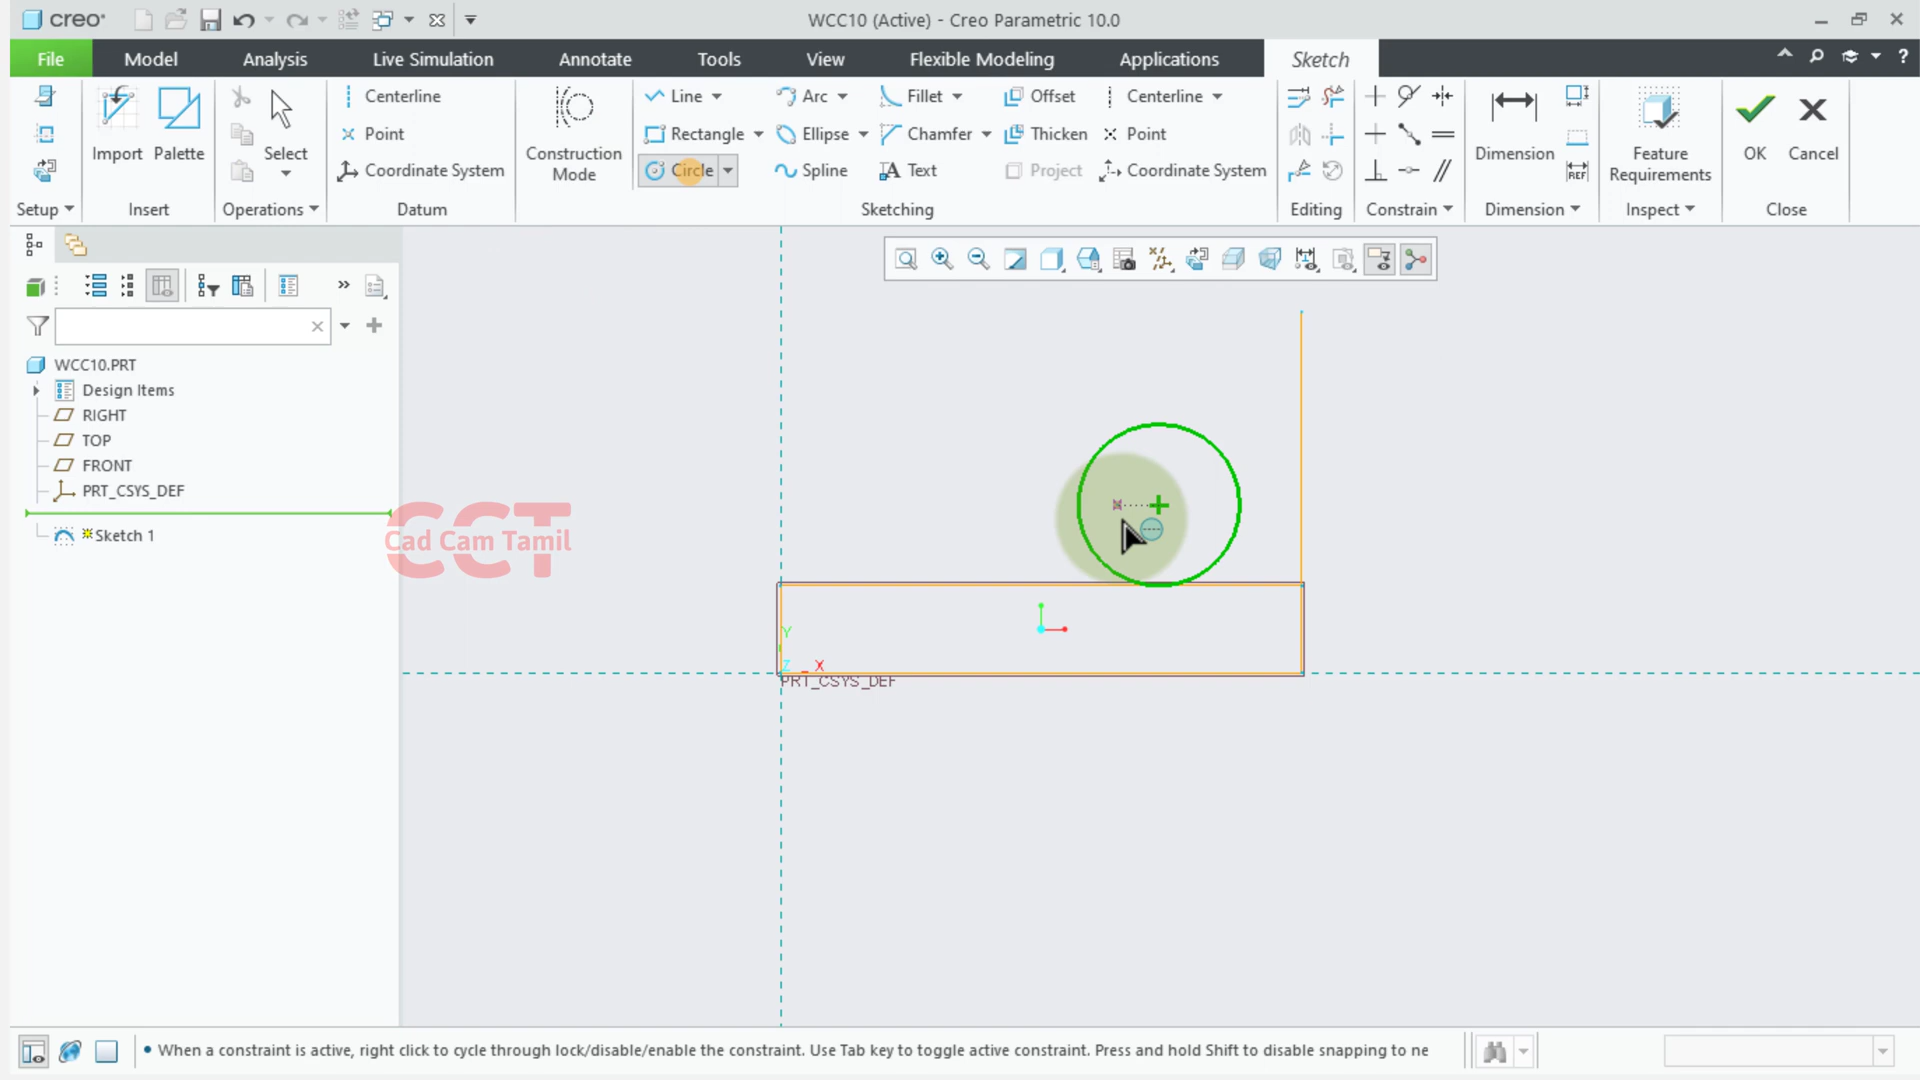 creo
WCC10 (Active) - Creo Parametric 10.0
File Model Analysis Live Simulation Annotate Tools View Flexible Modeling Applications Sketch
Import Palette Select
Centerline
Point
Coordinate System
Construction Mode
Line Arc Fillet Offset Centerline
Rectangle Ellipse Chamfer Thicken Point
Circle Spline Text Project Coordinate System
Dimension
REF
Feature Requirements
OK Cancel
Setup Insert Operations Datum Sketching Editing Constrain Dimension Inspect Close
WCC10.PRT
Design Items
RIGHT
TOP
FRONT
PRT_CSYS_DEF
Sketch 1
CCT
Cad Cam Tamil
Y
Z X
PRT_CSYS_DEF
• When a constraint is active, right click to cycle through lock/disable/enable the constraint. Use Tab key to toggle active constraint. Press and hold Shift to disable snapping to ne